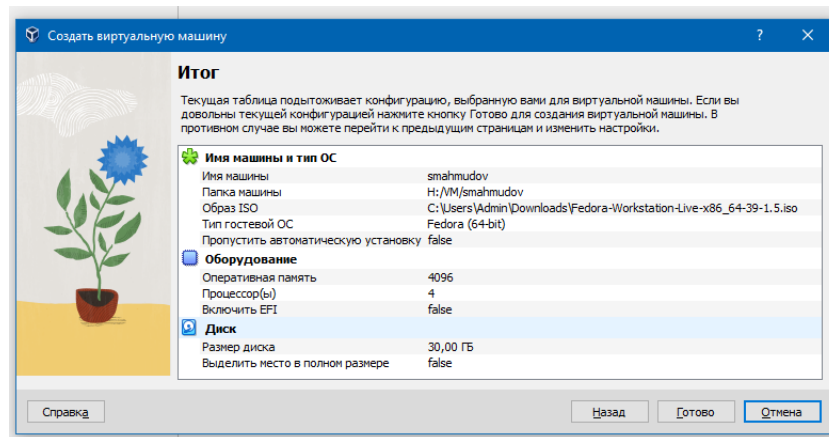 Создать виртуальную машину
Итог
Текущая таблица подытоживает конфигурацию, выбранную вами для виртуальной машины. Если вы
довольны текущей конфигурацией нажмите кнопку Готово для создания виртуальной машины. В
противном случае вы можете перейти к предыдущим страницам и изменить настройки.
Имя машины и тип ОС
Имя машины smahmudov
Папка машины H:/VM/smahmudov
Образ ISO C:\Users\Admin\Downloads\Fedora-Workstation-Live-x86_64-39-1.5.iso
Тип гостевой ОС Fedora (64-bit)
Пропустить автоматическую установку false
Оборудование
Оперативная память 4096
Процессор(ы) 4
Включить EFI false
Диск
Размер диска 30,00 ГБ
Выделить место в полном размере false
Справка Назад Готово Отмена